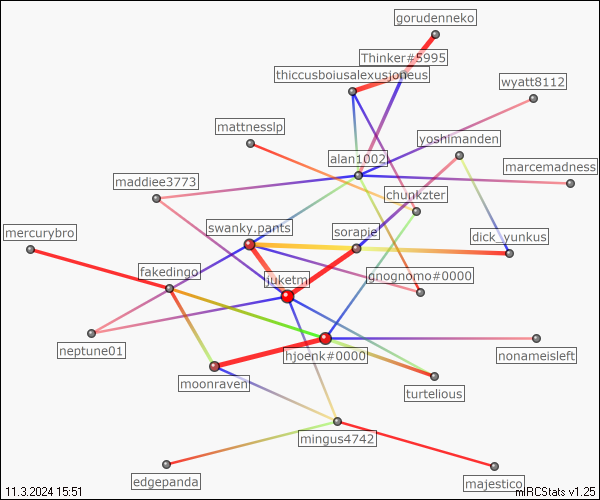 gorudenneko
Thinker#5995
thiccusboiusalexusjoneus
wyatt8112
mattnesslp
yoshimanden
alan1002
marcemadness
maddiee3773
chunkzter
swanky.pants
sorapiel
mercurybro
dick_yunkus
fakedingo
juketm
gnognomo#0000
neptune01
hjoenk#0000
nonameisleft
moonraven
turtelious
mingus4742
edgepanda
majestico
11.3.2024 15:51
mIRCStats v1.25